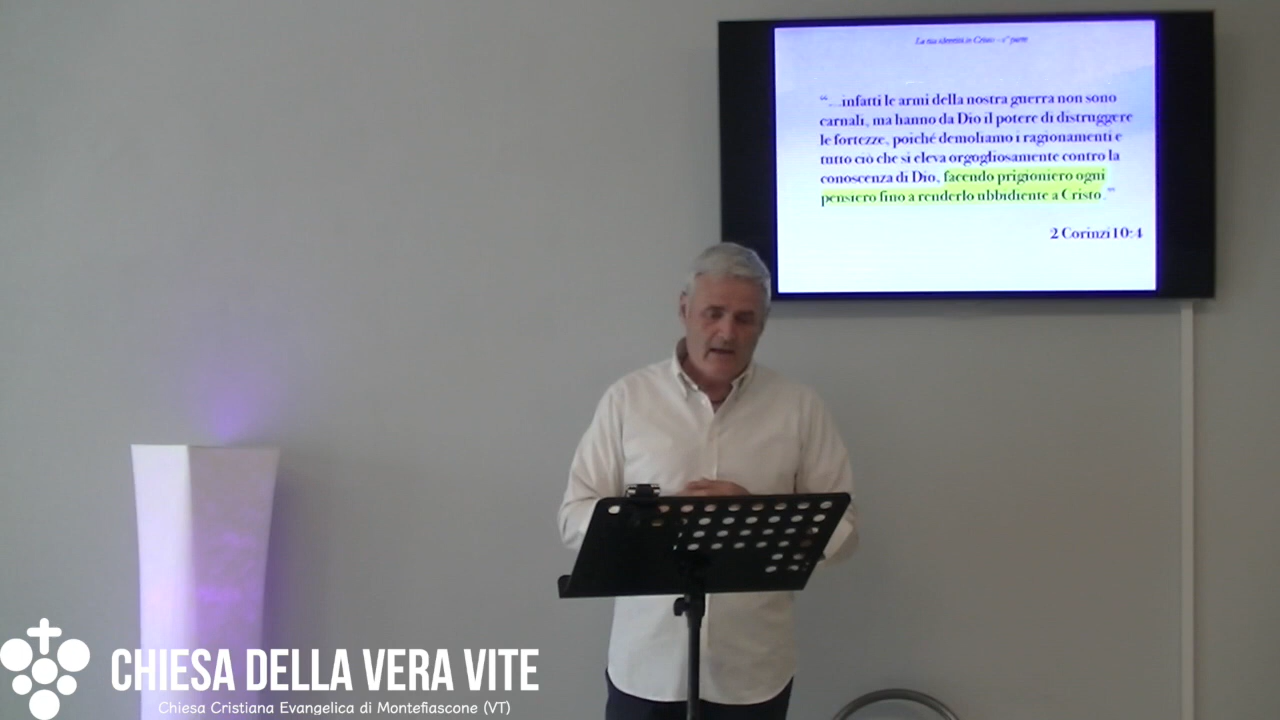 La tua identità in Cristo - 1° parte
“...infatti le armi della nostra guerra non sono
carnali, ma hanno da Dio il potere di distruggere
le fortezze, poiché demoliamo i ragionamenti e
tutto ciò che si eleva orgogliosamente contro la
conoscenza di Dio, facendo prigioniero ogni
pensiero fino a renderlo ubbidiente a Cristo.”
2 Corinzi 10:4
CHIESA DELLA VERA VITE
Chiesa Cristiana Evangelica di Montefiascone (VT)